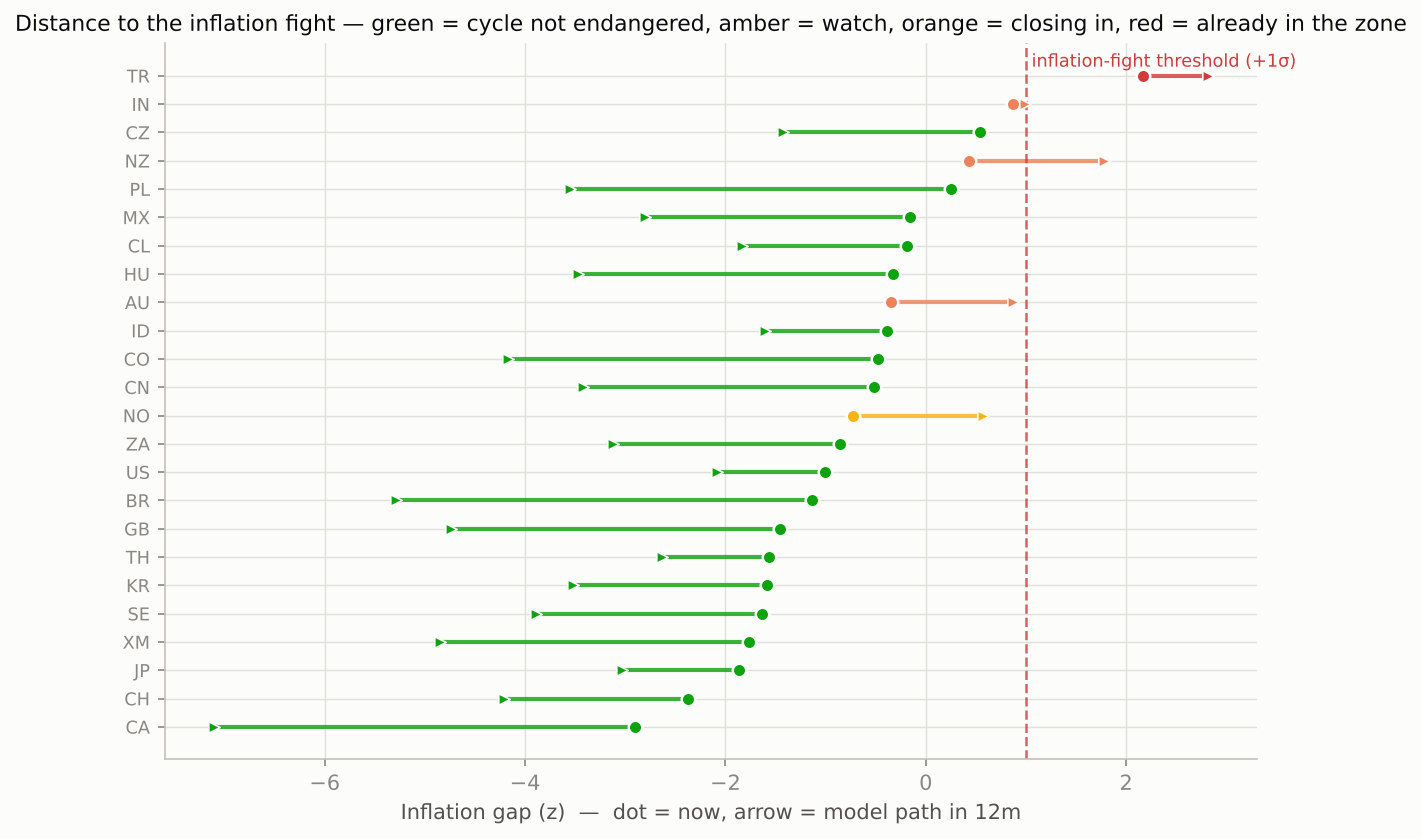 Distance to the inflation fight — green = cycle not endangered, amber = watch, orange = closing in, red = already in the zone
inflation-fight threshold (+1σ)
TR
IN
CZ
NZ
PL
MX
CL
HU
AU
ID
CO
CN
NO
ZA
US
BR
GB
TH
KR
SE
XM
JP
CH
CA
−6 −4 −2 0 2
Inflation gap (z) — dot = now, arrow = model path in 12m